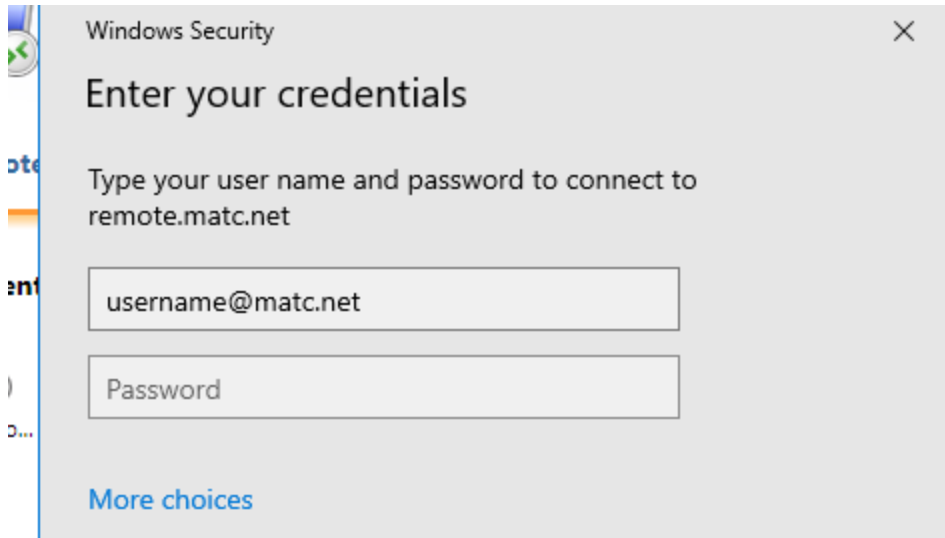 Windows Security
Enter your credentials
Type your user name and password to connect to
remote.matc.net
username@matc.net
Password
More choices